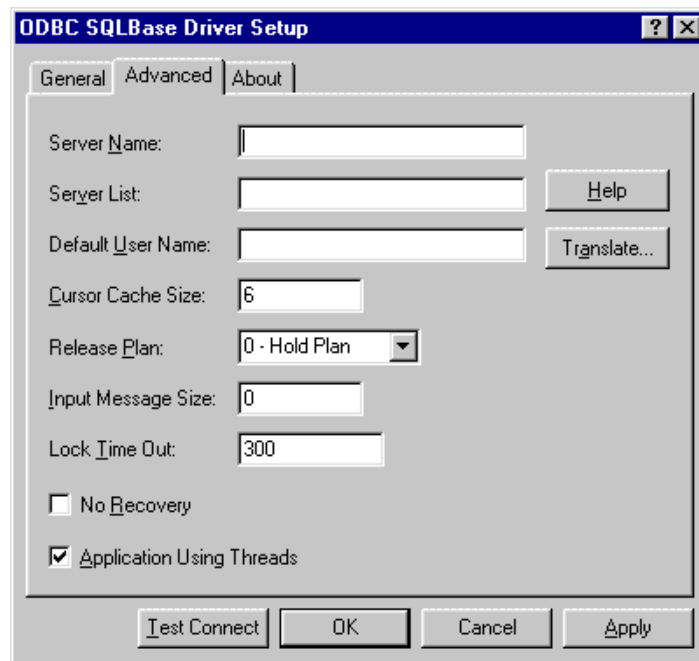 ODBC SQLBase Driver Setup
General Advanced About
Server Name:
Server List:
Help
Default User Name:
Translate...
Cursor Cache Size: 6
Release Plan: 0 - Hold Plan
Input Message Size: 0
Lock Time Out: 300
No Recovery
Application Using Threads
Test Connect OK Cancel Apply